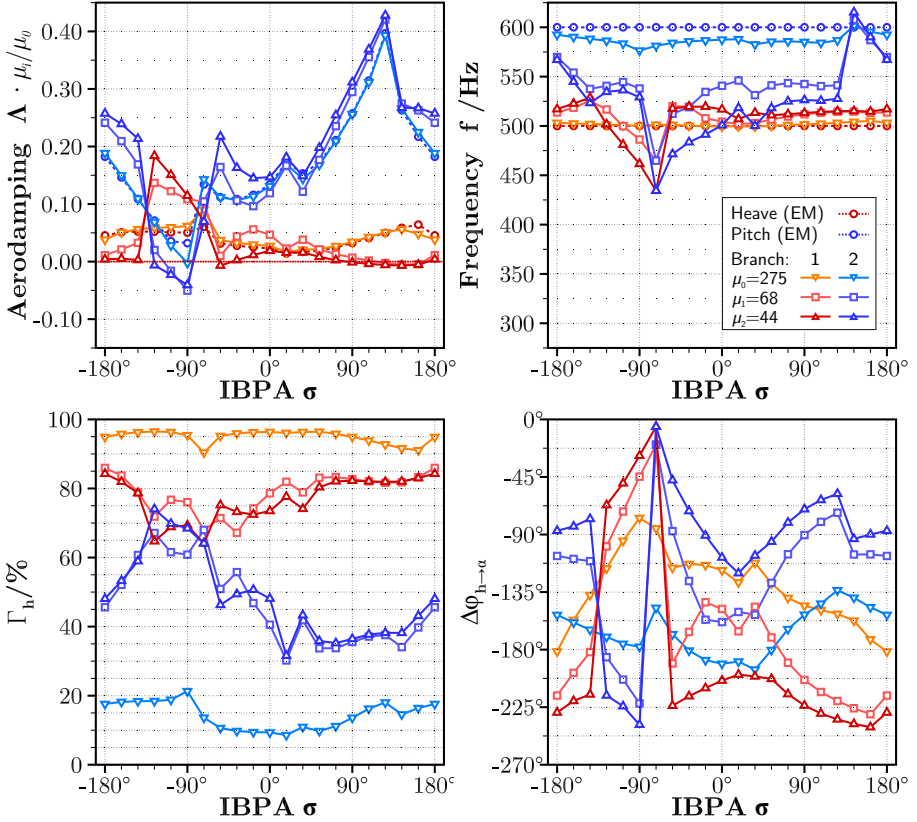 Aerodamping Λ · μᵢ/μ₀
0.40
0.30
0.20
0.10
0.00
-0.10
-180° -90° 0° 90° 180°
IBPA σ
Frequency f /Hz
600
550
500
450
400
350
300
-180° -90° 0° 90° 180°
IBPA σ
Heave (EM)
Pitch (EM)
Branch: 1 2
μ₀=275
μ₁=68
μ₂=44
Γₕ/%
100
80
60
40
20
0
-180° -90° 0° 90° 180°
IBPA σ
Δφₕ→α
0°
-45°
-90°
-135°
-180°
-225°
-270°
-180° -90° 0° 90° 180°
IBPA σ